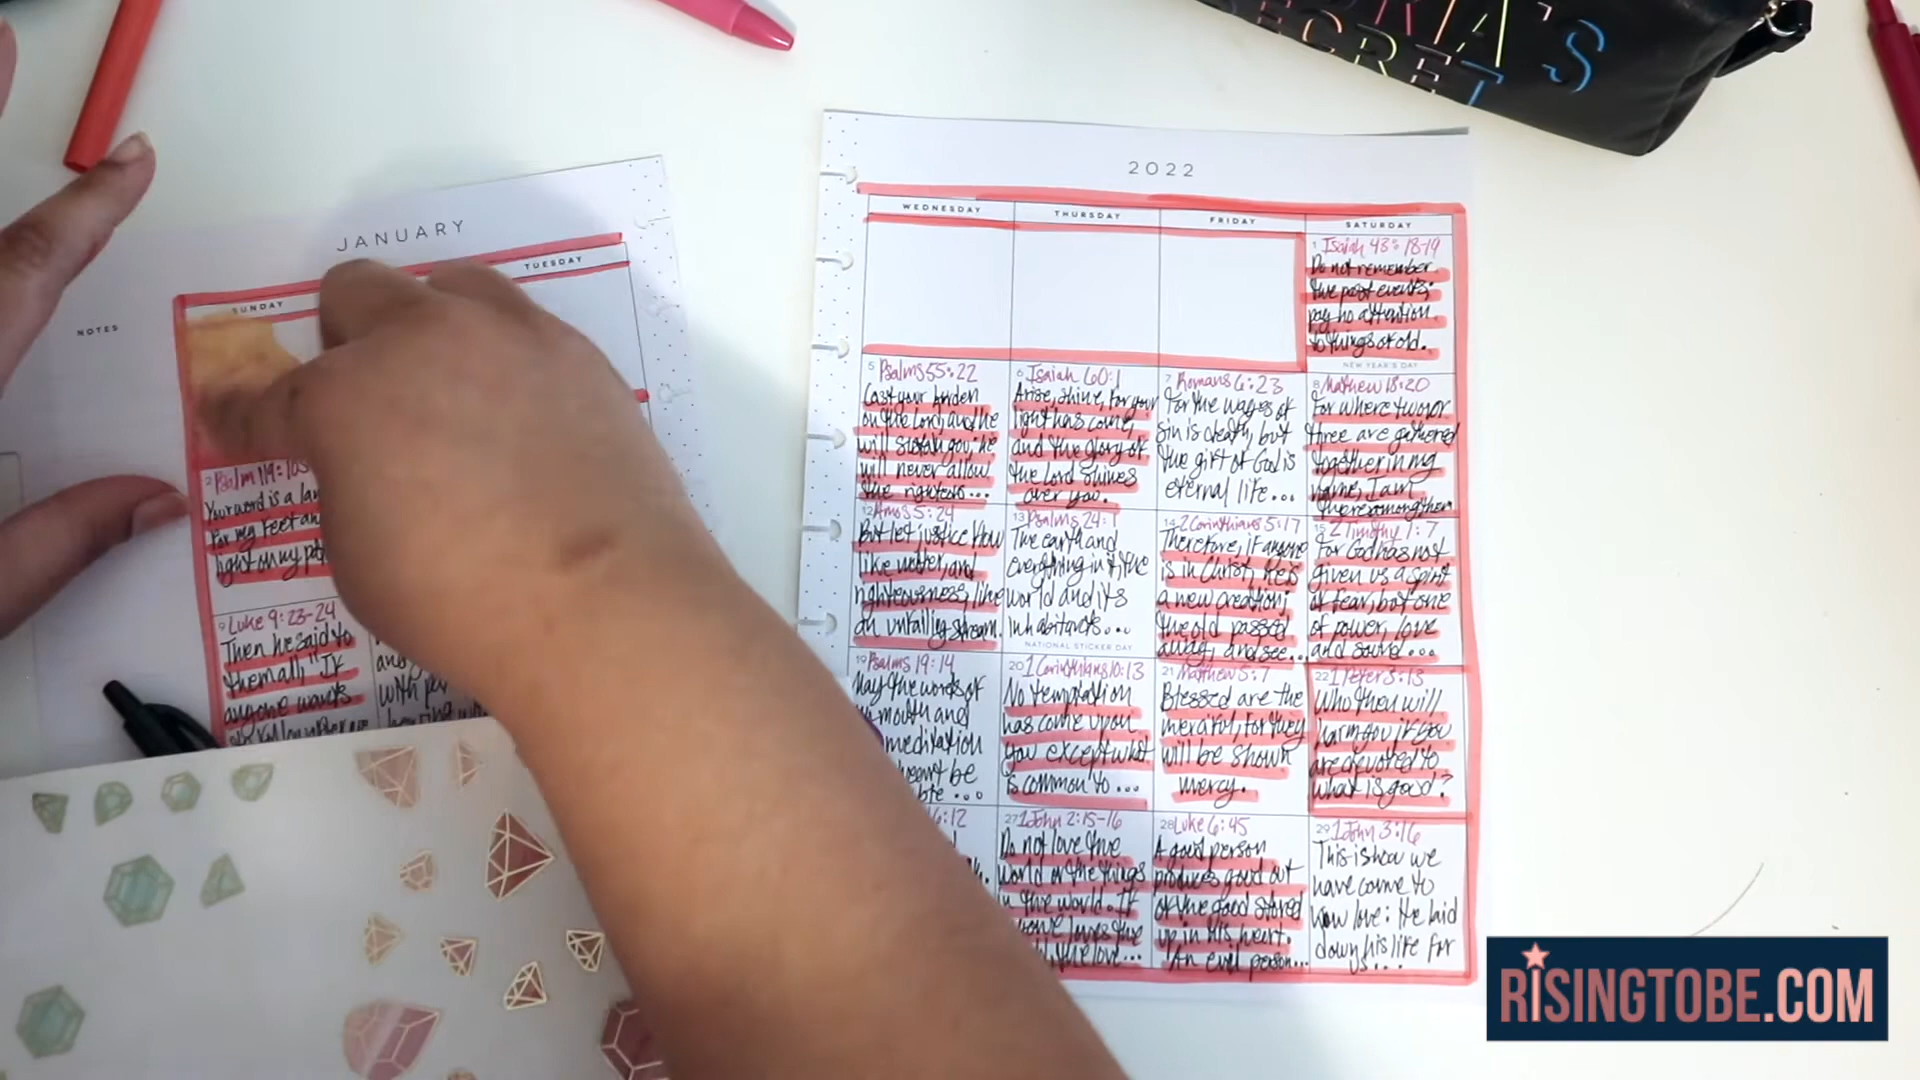 RA'S
SECRET
JANUARY
NOTES
SUNDAY
TUESDAY
2 Psalm 119:105
Your word is a
for my feet an
light on my
9 Luke 9:23-24
Then he said to
them all, "If
anyone wants
2022
WEDNESDAY THURSDAY FRIDAY SATURDAY
1 Isaiah 43:18-19
Do not remember
the past events;
pay no attention
to things of old.
NEW YEAR'S DAY
5 Psalms 55:22
Cast your burden
on the Lord, and he
will sustain you; he
will never allow
the righteous...
6 Isaiah 60:1
Arise, shine, for your
light has come,
and the glory of
the Lord shines
over you.
7 Romans 6:23
For the wages of
sin is death, but
the gift of God is
eternal life...
8 Matthew 18:20
For where two or
three are gathered
together in my
name, I am
there among them.
12 Amos 5:24
But let justice flow
like water, and
righteousness, like
an unfailing stream.
13 Psalms 24:1
The earth and
everything in it, the
world and its
inhabitants...
NATIONAL STICKER DAY
14 2 Corinthians 5:17
Therefore, if anyone
is in Christ, he is
a new creation;
the old passed
away, and see...
15 2 Timothy 1:7
For God has not
given us a spirit
of fear, but one
of power, love
and sound...
19 Psalms 19:14
May the words of
mouth and
meditation
be
...
20 1 Corinthians 10:13
No temptation
has come upon
you except what
is common to...
21 Matthew 5:7
Blessed are the
merciful, for they
will be shown
mercy.
22 1 Peter 3:13
Who then will
harm you if you
are devoted to
what is good?
6:12
27 1 John 2:15-16
Do not love the
world or the things
in the world. If
loves the
the love...
28 Luke 6:45
A good person
produces good out
of the good stored
up in his heart.
An evil person...
29 1 John 3:16
This is how we
have come to
know love: He laid
down his life for
us...
RISINGTOBE.COM